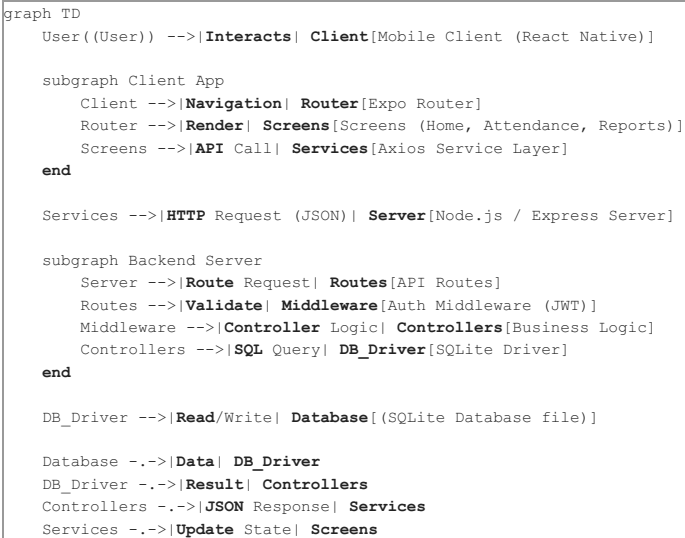 graph TD
User((User)) -->|Interacts| Client[Mobile Client (React Native)]
subgraph Client App
Client -->|Navigation| Router[Expo Router]
Router -->|Render| Screens[Screens (Home, Attendance, Reports)]
Screens -->|API Call| Services[Axios Service Layer]
end
Services -->|HTTP Request (JSON)| Server[Node.js / Express Server]
subgraph Backend Server
Server -->|Route Request| Routes[API Routes]
Routes -->|Validate| Middleware[Auth Middleware (JWT)]
Middleware -->|Controller Logic| Controllers[Business Logic]
Controllers -->|SQL Query| DB_Driver[SQLite Driver]
end
DB_Driver -->|Read/Write| Database[(SQLite Database file)]
Database -.->|Data| DB_Driver
DB_Driver -.->|Result| Controllers
Controllers -.->|JSON Response| Services
Services -.->|Update State| Screens